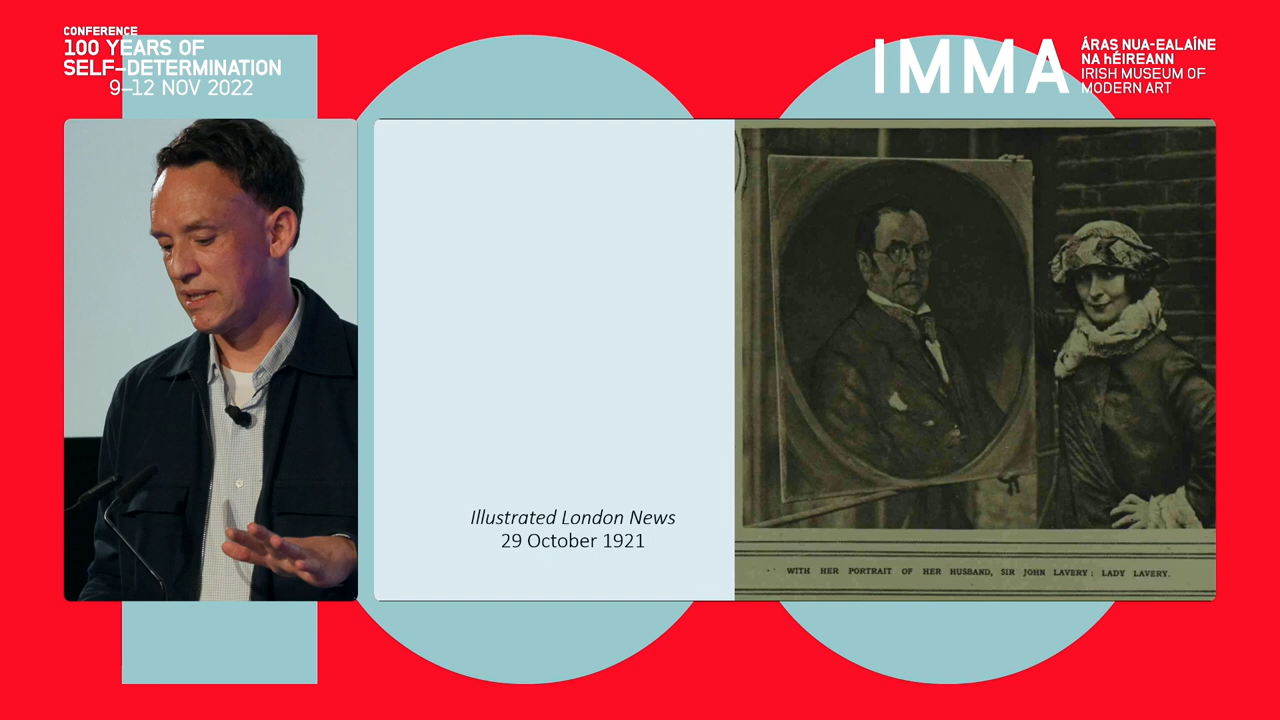 CONFERENCE
100 YEARS OF
SELF-DETERMINATION
9–12 NOV 2022
IMMA
ÁRAS NUA-EALAÍNE
NA hÉIREANN
IRISH MUSEUM OF
MODERN ART
Illustrated London News
29 October 1921
WITH HER PORTRAIT OF HER HUSBAND, SIR JOHN LAVERY: LADY LAVERY.